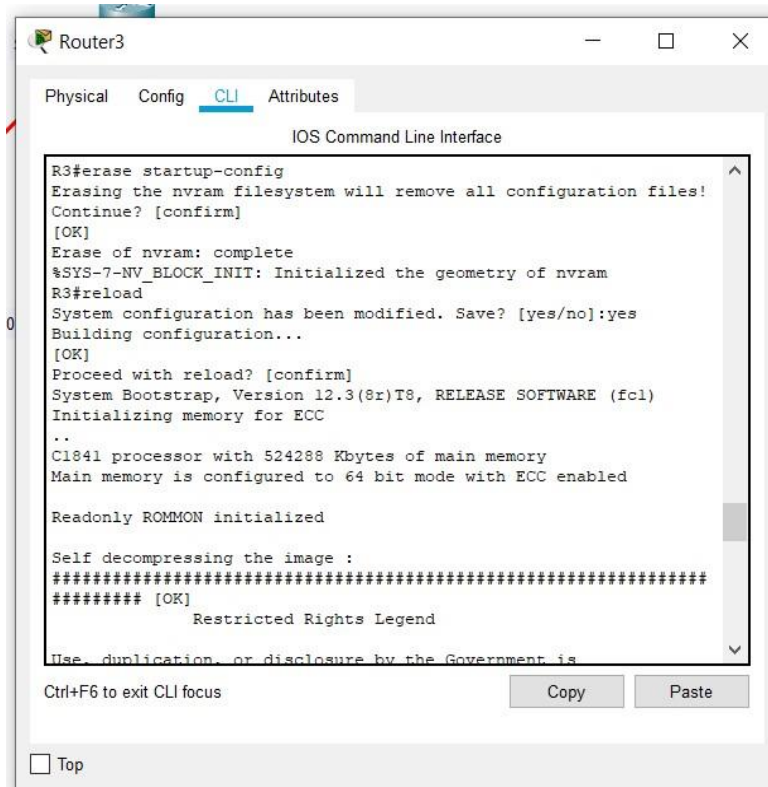 Router3
Physical Config CLI Attributes
IOS Command Line Interface
R3#erase startup-config
Erasing the nvram filesystem will remove all configuration files!
Continue? [confirm]
[OK]
Erase of nvram: complete
%SYS-7-NV_BLOCK_INIT: Initialized the geometry of nvram
R3#reload
System configuration has been modified. Save? [yes/no]:yes
Building configuration...
[OK]
Proceed with reload? [confirm]
System Bootstrap, Version 12.3(8r)T8, RELEASE SOFTWARE (fc1)
Initializing memory for ECC
..
C1841 processor with 524288 Kbytes of main memory
Main memory is configured to 64 bit mode with ECC enabled
Readonly ROMMON initialized
Self decompressing the image :
#################################################################
######### [OK]
Restricted Rights Legend
Use, duplication, or disclosure by the Government is
Ctrl+F6 to exit CLI focus
Copy Paste
Top
0